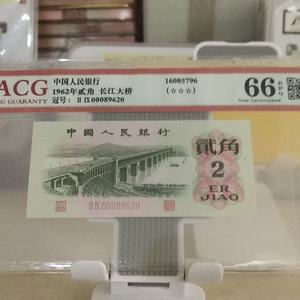 ACG
NG GUARANTY
中国人民银行
1962年贰角 长江大桥
冠号: II IX 00089620
16085796
(☆☆☆)
66 EPQ
Gem Uncirculated
中國人民銀行
貳角
2
ER
JIAO
II IX 00089620